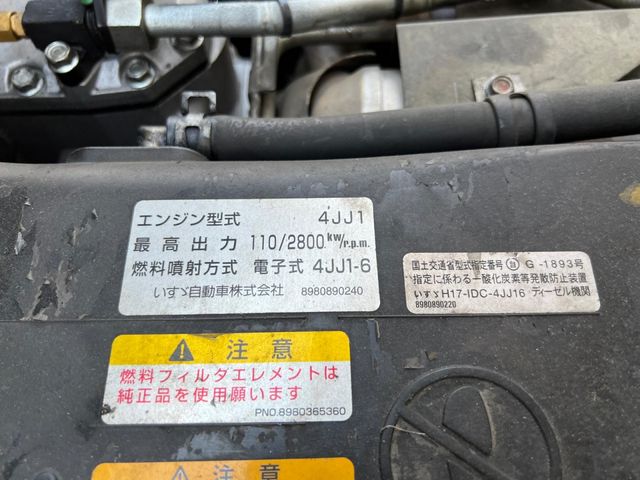 エンジン型式 4JJ1
最高出力 110/2800 kW/r.p.m.
燃料噴射方式 電子式 4JJ1-6
いすゞ自動車株式会社 8980890240
国土交通省型式指定番号 G -1893号
指定に係わる一酸化炭素等発散防止装置
いすゞH17-IDC-4JJ16 ディーゼル機関
8980890220
注意
燃料フィルタエレメントは
純正品を使用願います
PNO.8980365360
注意